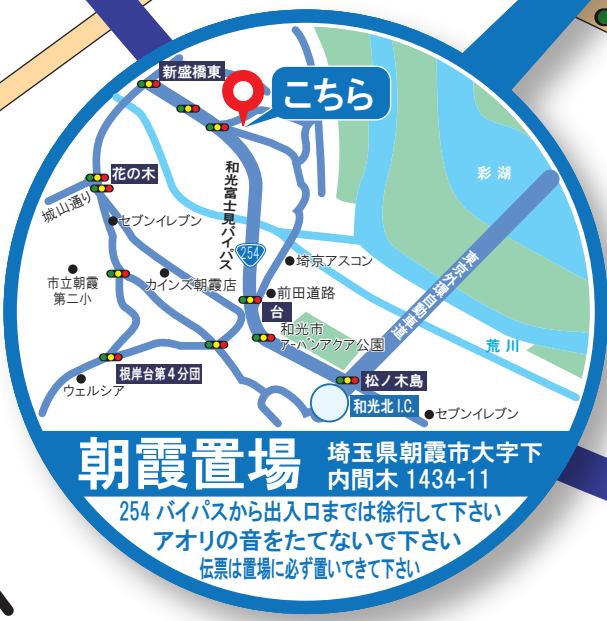 新盛橋東
こちら
花の木
城山通り
セブンイレブン
和光富士見バイパス
彩湖
254
埼京アスコン
市立朝霞
第二小
カインズ朝霞店
前田道路
台
和光市
アーバンアクア公園
東京外環自動車道
荒川
根岸台第4分団
ウェルシア
松ノ木島
和光北 I.C.
セブンイレブン
朝霞置場
埼玉県朝霞市大字下
内間木 1434-11
254 バイパスから出入口までは徐行して下さい
アオリの音をたてないで下さい
伝票は置場に必ず置いてきて下さい